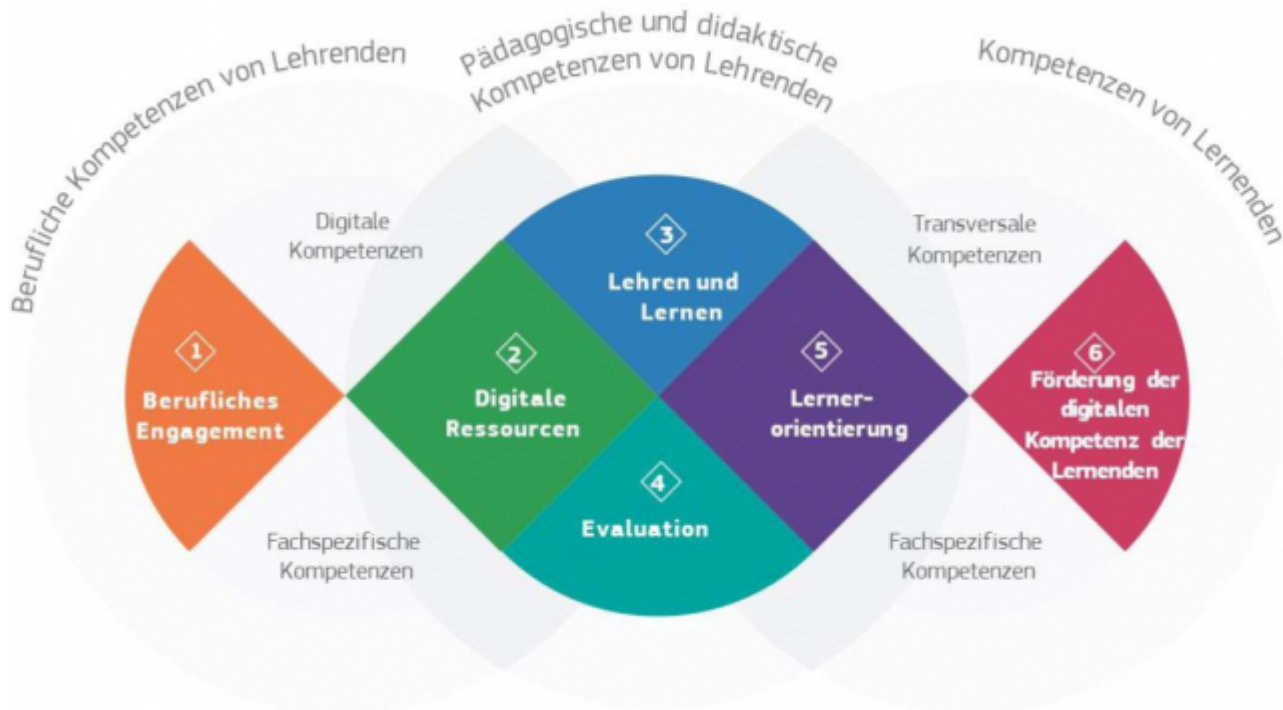 Berufliche Kompetenzen von Lehrenden
Pädagogische und didaktische
Kompetenzen von Lehrenden
Kompetenzen von Lernenden
Digitale
Kompetenzen
Transversale
Kompetenzen
1
Berufliches
Engagement
2
Digitale
Ressourcen
3
Lehren und
Lernen
4
Evaluation
5
Lerner-
orientierung
6
Förderung der
digitalen
Kompetenz der
Lernenden
Fachspezifische
Kompetenzen
Fachspezifische
Kompetenzen